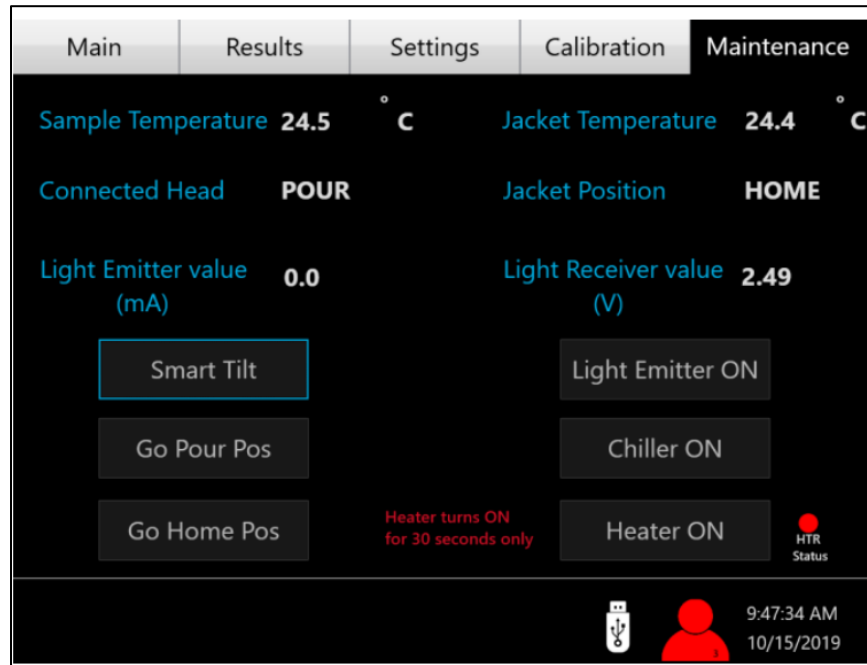 Main Results Settings Calibration Maintenance
Sample Temperature 24.5 °C Jacket Temperature 24.4 °C
Connected Head POUR Jacket Position HOME
Light Emitter value (mA) 0.0 Light Receiver value (V) 2.49
Smart Tilt Light Emitter ON
Go Pour Pos Chiller ON
Go Home Pos
Heater turns ON
for 30 seconds only
Heater ON
HTR
Status
3
9:47:34 AM
10/15/2019